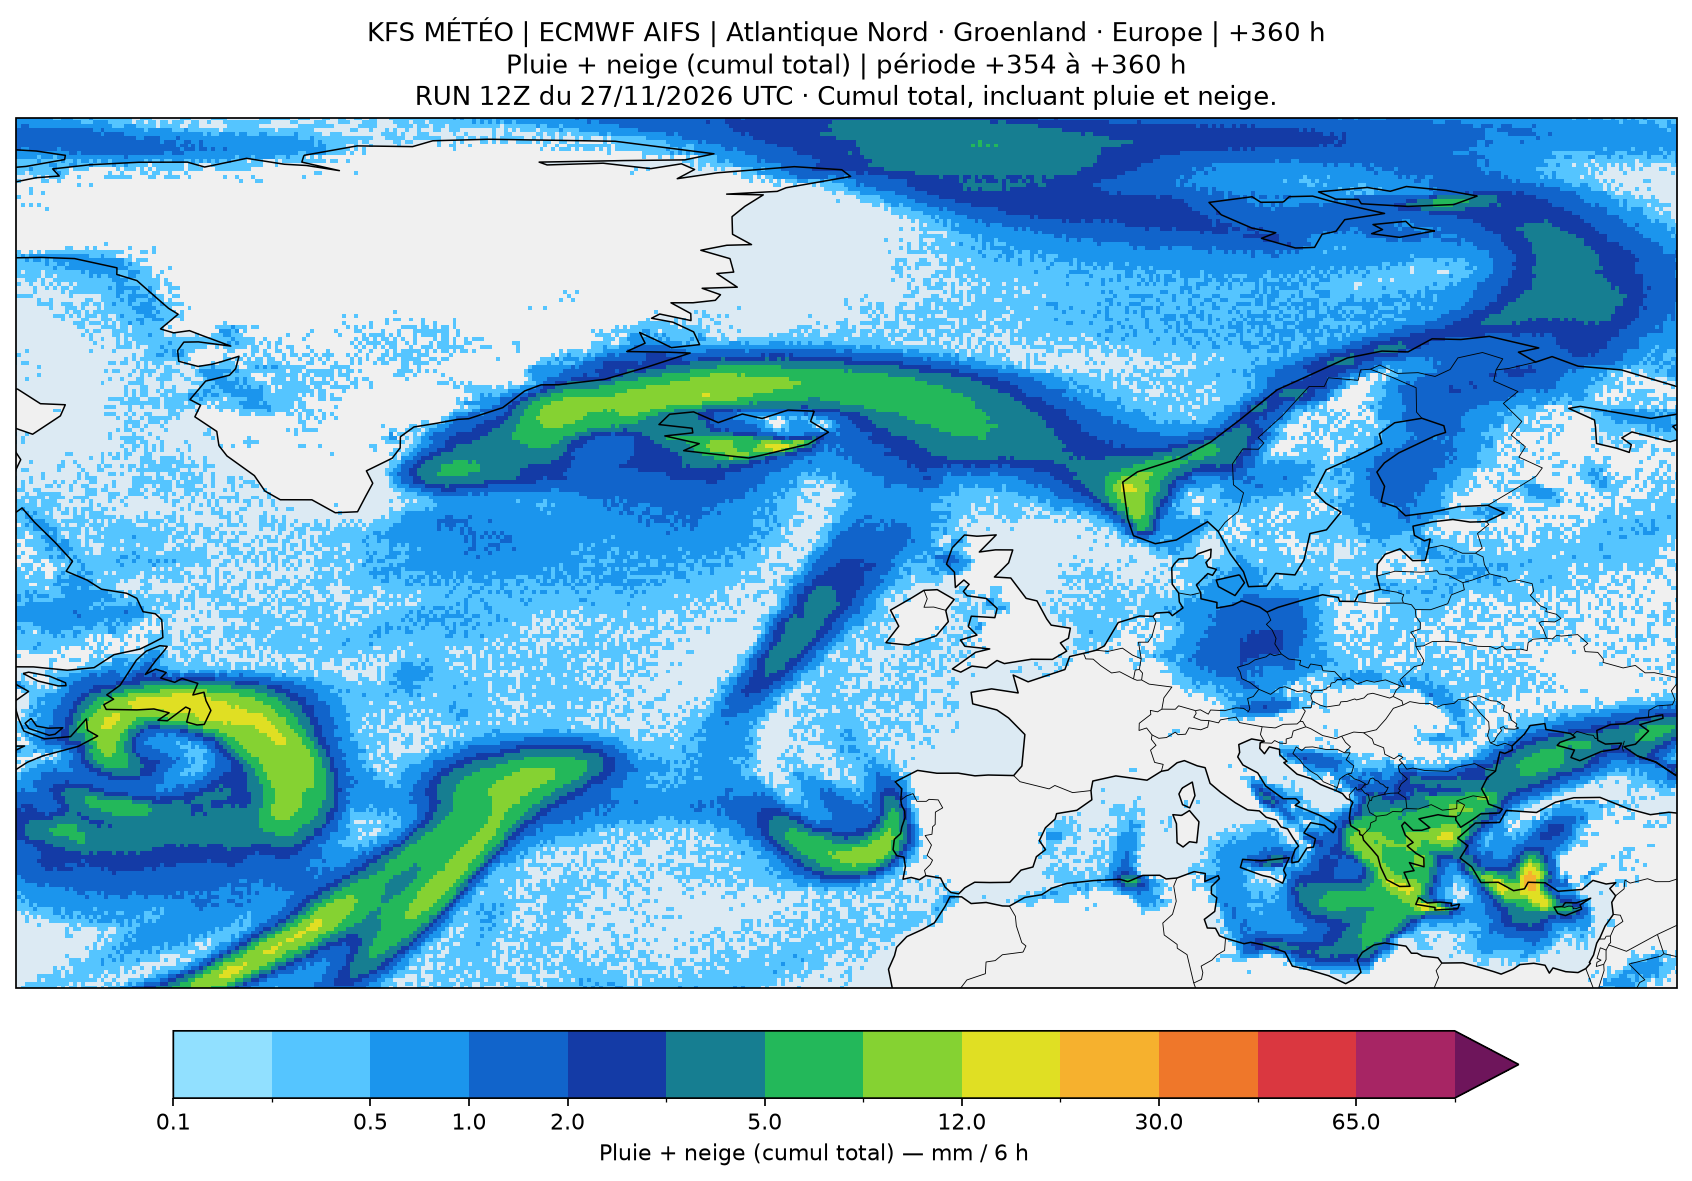 KFS MÉTÉO | ECMWF AIFS | Atlantique Nord · Groenland · Europe | +360 h
Pluie + neige (cumul total) | période +354 à +360 h
RUN 12Z du 27/11/2026 UTC · Cumul total, incluant pluie et neige.
0.1 0.5 1.0 2.0 5.0 12.0 30.0 65.0
Pluie + neige (cumul total) — mm / 6 h